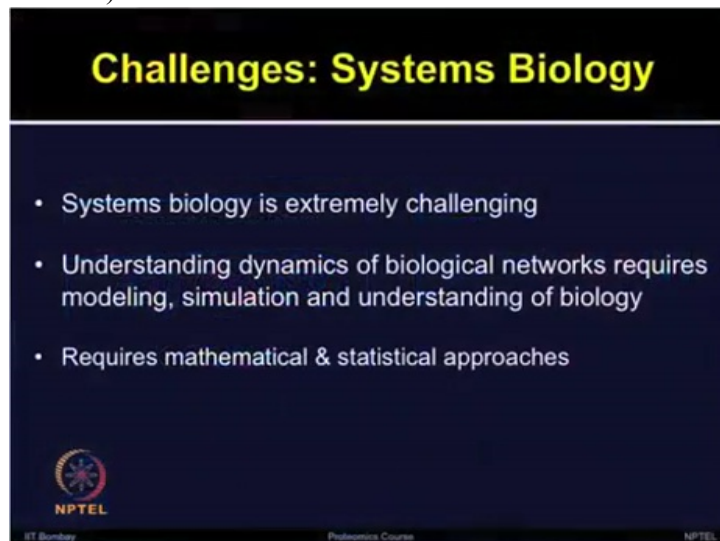 Challenges: Systems Biology
• Systems biology is extremely challenging
• Understanding dynamics of biological networks requires
modeling, simulation and understanding of biology
• Requires mathematical & statistical approaches
NPTEL
IIT Bombay
Proteomics Course
NPTEL